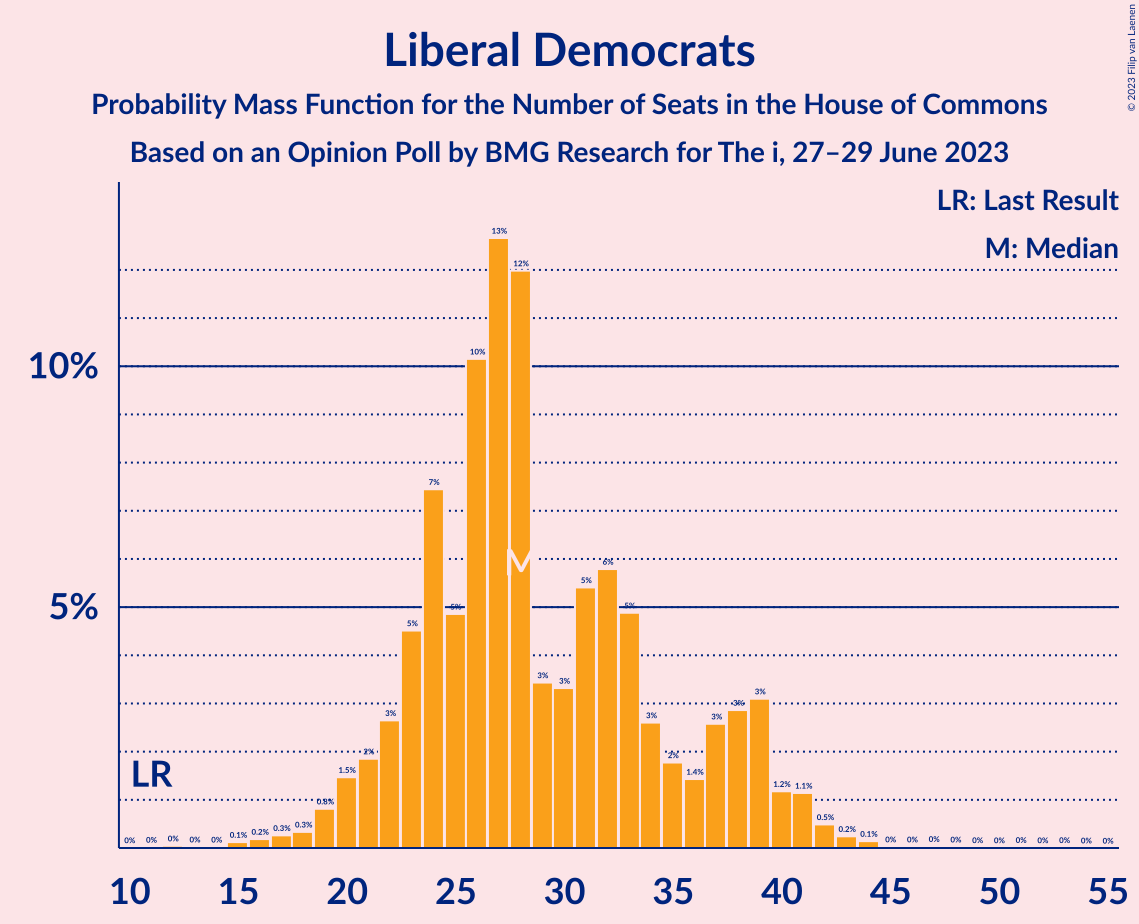 © 2023 Filip van Laenen
Liberal Democrats
Probability Mass Function for the Number of Seats in the House of Commons
Based on an Opinion Poll by BMG Research for The i, 27–29 June 2023
LR: Last Result
M: Median
10%
5%
0% 0% 0% 0% 0% 0.1% 0.2% 0.3% 0.3% 0.8% 1.5% 2% 3% 5% 7% 5% 10% 13% 12% 3% 3% 5% 6% 5% 3% 2% 1.4% 3% 3% 3% 1.2% 1.1% 0.5% 0.2% 0.1% 0% 0% 0% 0% 0% 0% 0% 0% 0% 0% 0%
M
LR
10 15 20 25 30 35 40 45 50 55